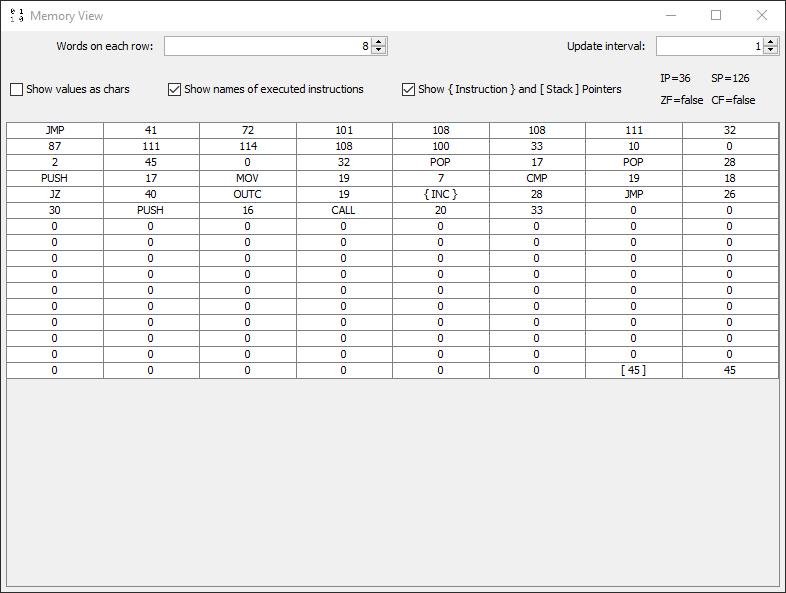 0 1
1 0 Memory View
Words on each row: 8 Update interval: 1
Show values as chars Show names of executed instructions Show { Instruction } and [ Stack ] Pointers IP=36 SP=126
ZF=false CF=false
JMP 41 72 101 108 108 111 32
87 111 114 108 100 33 10 0
2 45 0 32 POP 17 POP 28
PUSH 17 MOV 19 7 CMP 19 18
JZ 40 OUTC 19 { INC } 28 JMP 26
30 PUSH 16 CALL 20 33 0 0
0 0 0 0 0 0 0 0
0 0 0 0 0 0 0 0
0 0 0 0 0 0 0 0
0 0 0 0 0 0 0 0
0 0 0 0 0 0 0 0
0 0 0 0 0 0 0 0
0 0 0 0 0 0 0 0
0 0 0 0 0 0 0 0
0 0 0 0 0 0 0 0
0 0 0 0 0 0 [ 45 ] 45